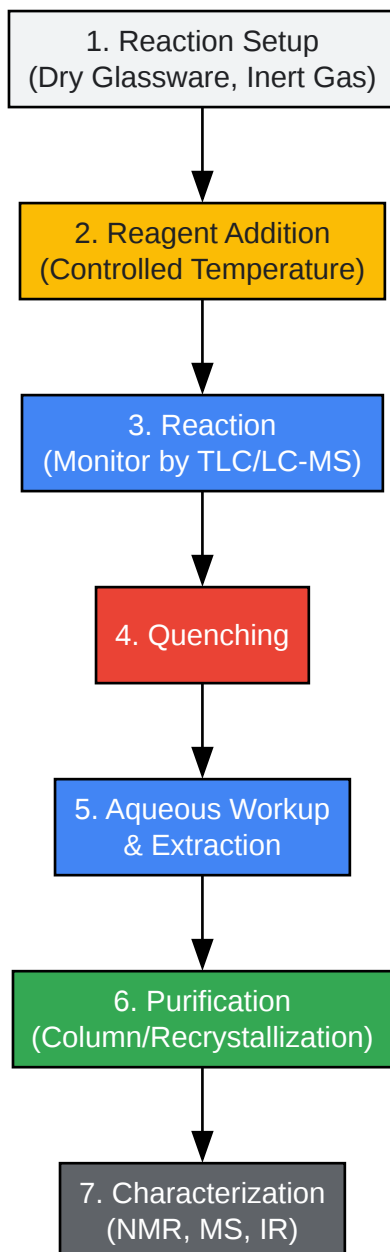 1. Reaction Setup
(Dry Glassware, Inert Gas)
2. Reagent Addition
(Controlled Temperature)
3. Reaction
(Monitor by TLC/LC-MS)
4. Quenching
5. Aqueous Workup
& Extraction
6. Purification
(Column/Recrystallization)
7. Characterization
(NMR, MS, IR)